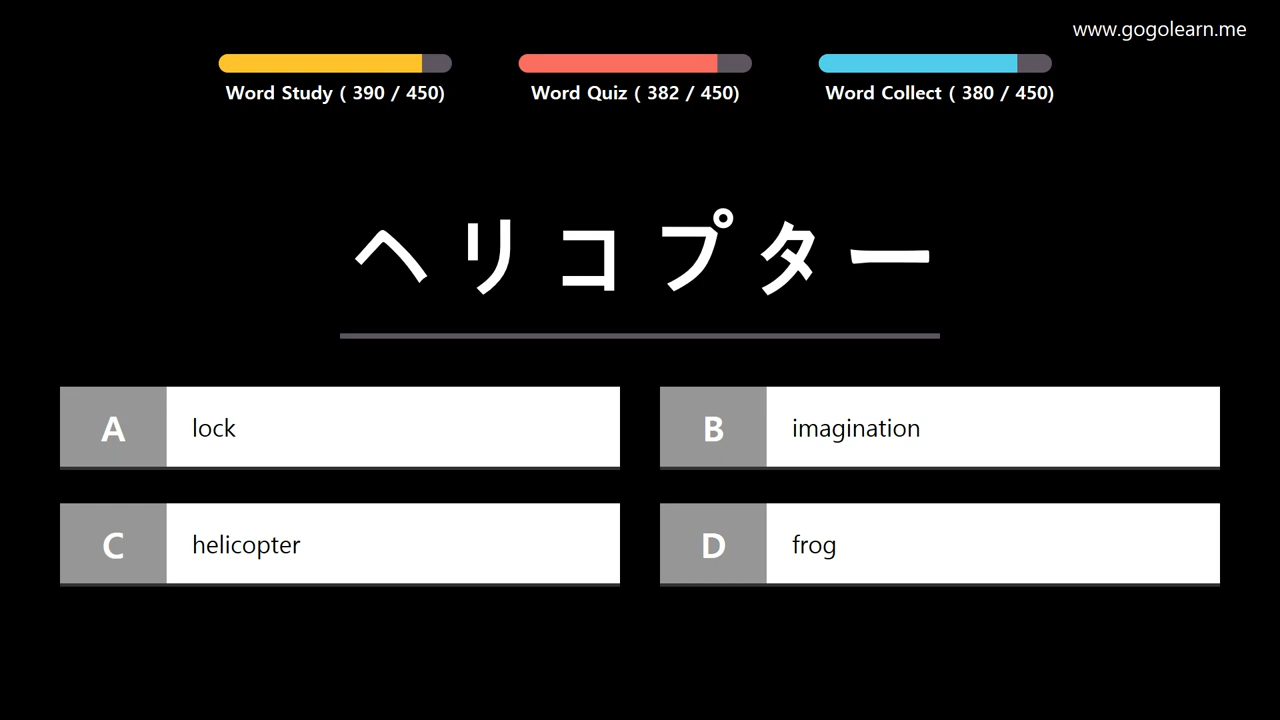 www.gogolearn.me
Word Study ( 390 / 450)
Word Quiz ( 382 / 450)
Word Collect ( 380 / 450)
ヘリコプター
A lock
B imagination
C helicopter
D frog